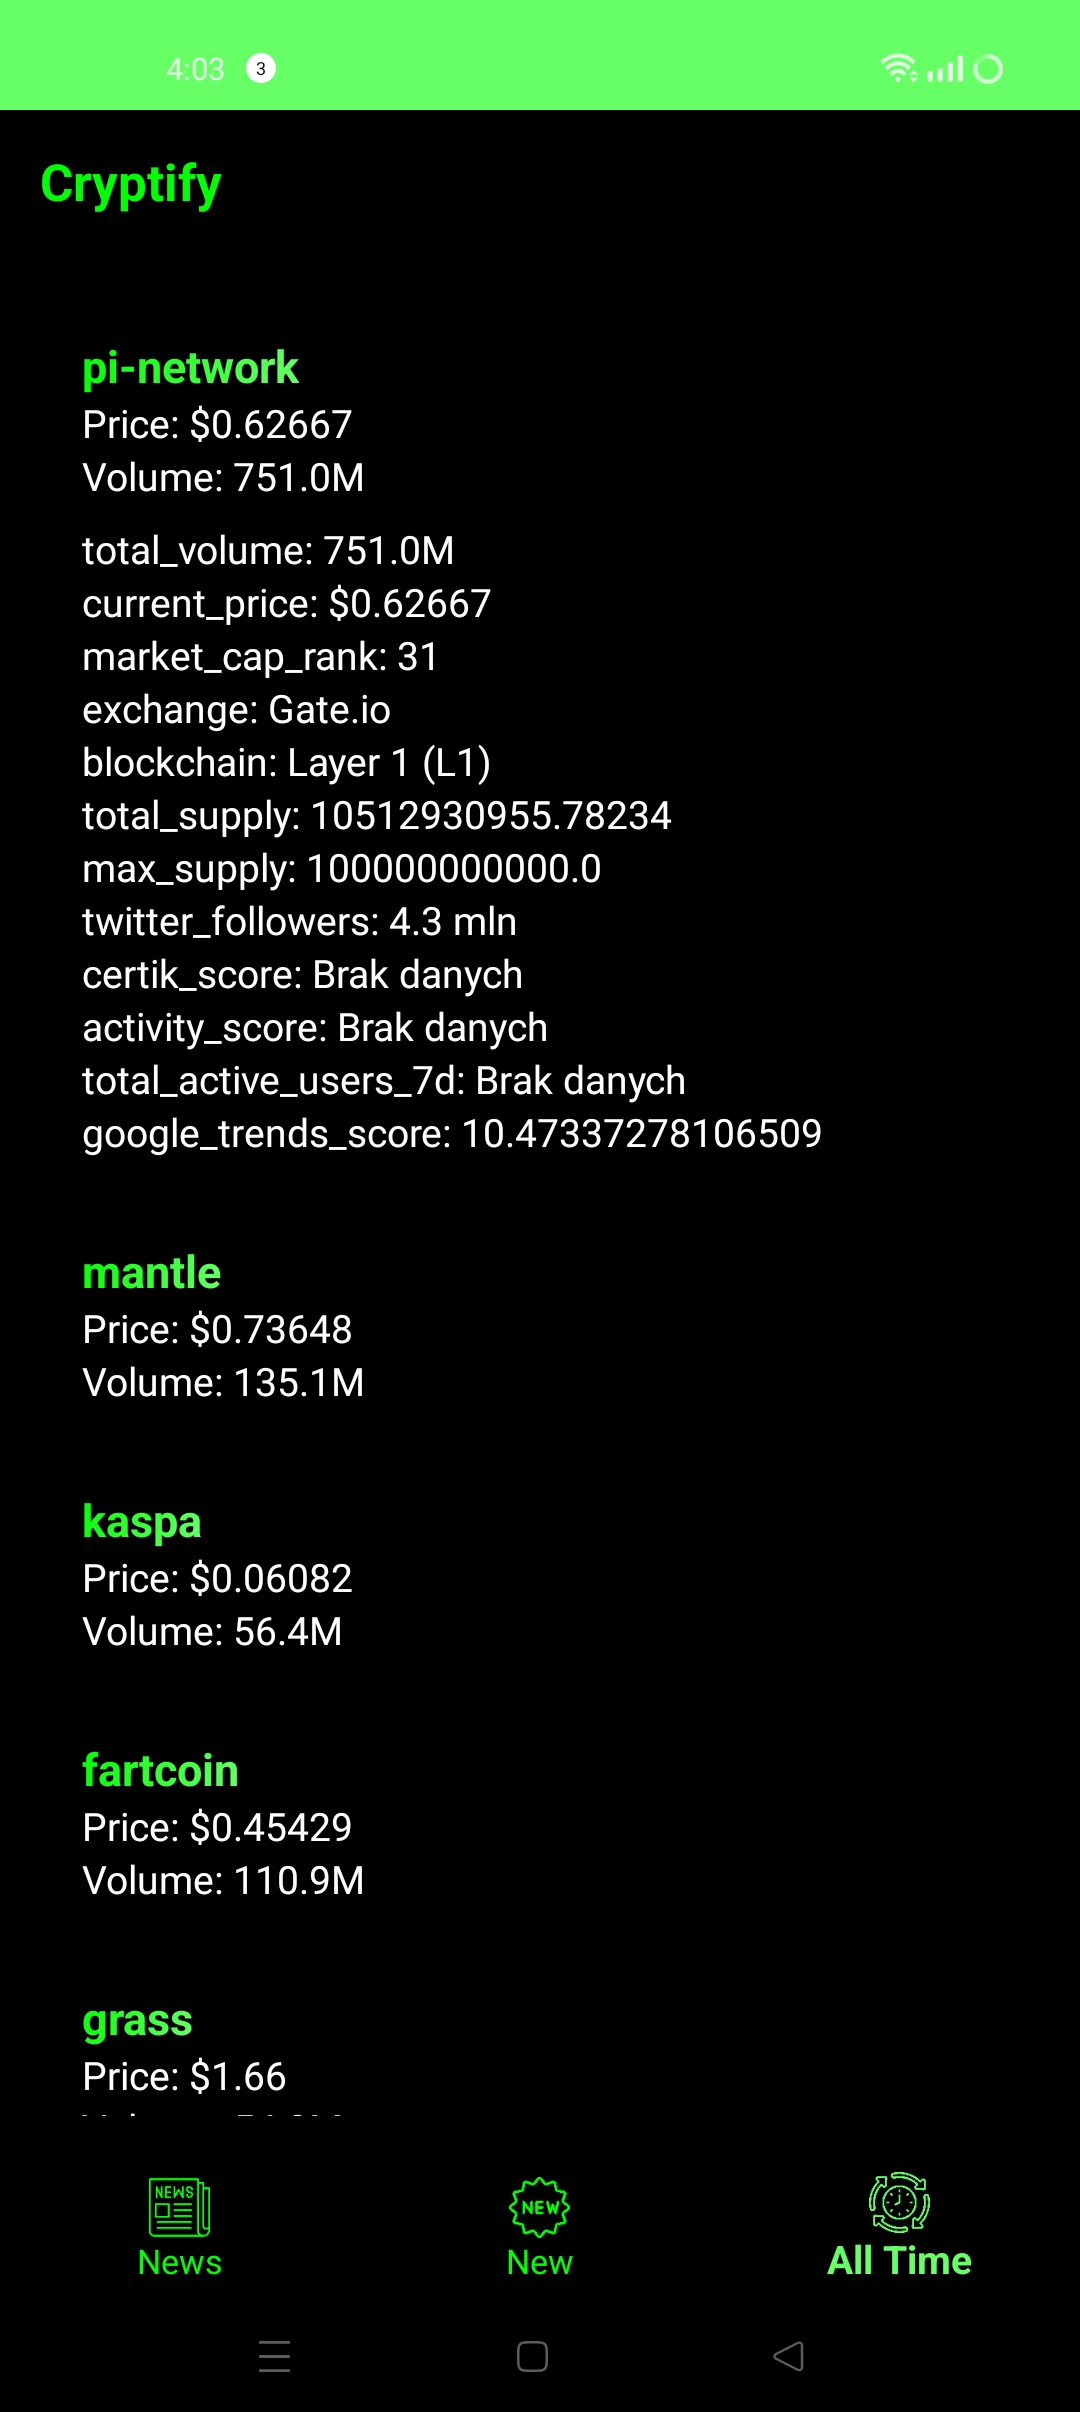 4:03 3
Cryptify
pi-network
Price: $0.62667
Volume: 751.0M
total_volume: 751.0M
current_price: $0.62667
market_cap_rank: 31
exchange: Gate.io
blockchain: Layer 1 (L1)
total_supply: 10512930955.78234
max_supply: 100000000000.0
twitter_followers: 4.3 mln
certik_score: Brak danych
activity_score: Brak danych
total_active_users_7d: Brak danych
google_trends_score: 10.47337278106509
mantle
Price: $0.73648
Volume: 135.1M
kaspa
Price: $0.06082
Volume: 56.4M
fartcoin
Price: $0.45429
Volume: 110.9M
grass
Price: $1.66
NEWS NEW
News New All Time